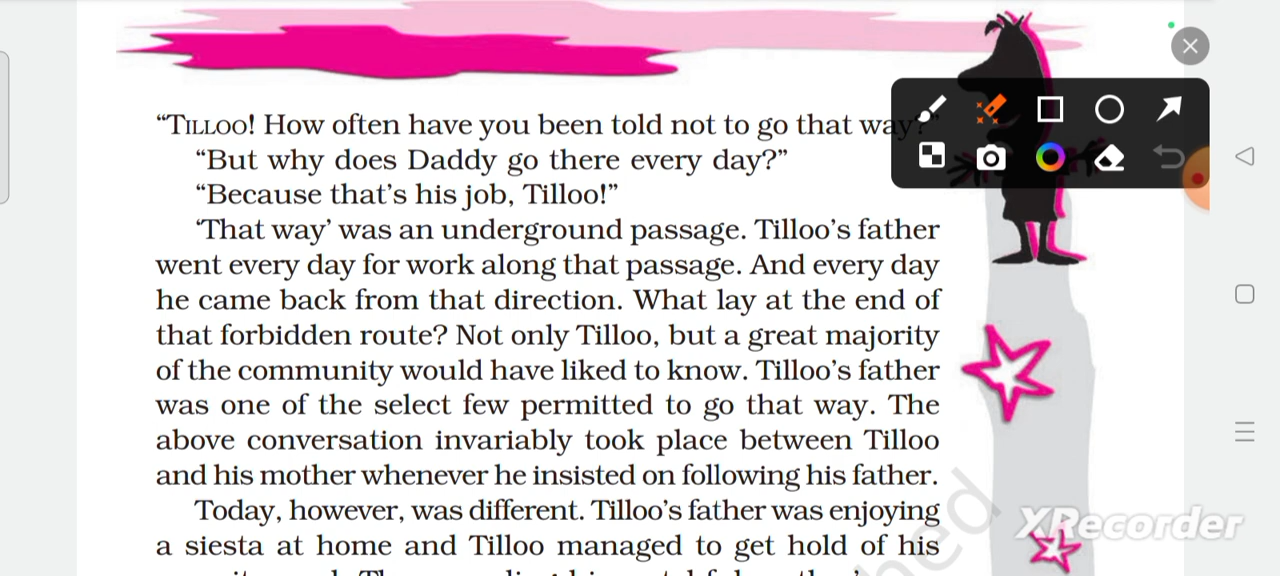 “TILLOO! How often have you been told not to go that way?”
“But why does Daddy go there every day?”
“Because that’s his job, Tilloo!”
‘That way’ was an underground passage. Tilloo’s father
went every day for work along that passage. And every day
he came back from that direction. What lay at the end of
that forbidden route? Not only Tilloo, but a great majority
of the community would have liked to know. Tilloo’s father
was one of the select few permitted to go that way. The
above conversation invariably took place between Tilloo
and his mother whenever he insisted on following his father.
Today, however, was different. Tilloo’s father was enjoying
a siesta at home and Tilloo managed to get hold of his
XRecorder